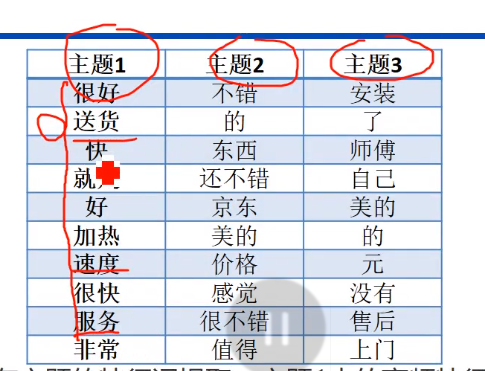 主题1 主题2 主题3
很好 不错 安装
送货 的 了
快 东西 师傅
就 还不错 自己
好 京东 美的
加热 美的 的
速度 价格 元
很快 感觉 没有
服务 很不错 售后
非常 值得 上门